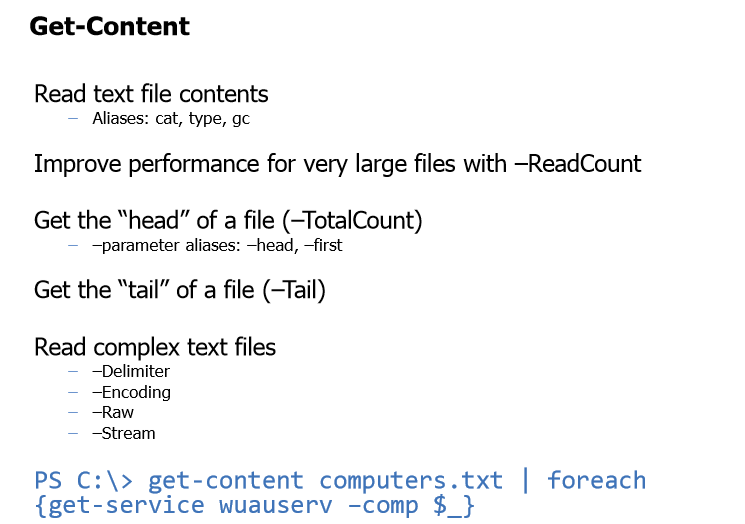 Get-Content
Read text file contents
– Aliases: cat, type, gc
Improve performance for very large files with –ReadCount
Get the “head” of a file (–TotalCount)
– –parameter aliases: –head, –first
Get the “tail” of a file (–Tail)
Read complex text files
– –Delimiter
– –Encoding
– –Raw
– –Stream
PS C:\> get-content computers.txt | foreach
{get-service wuauserv –comp $_}